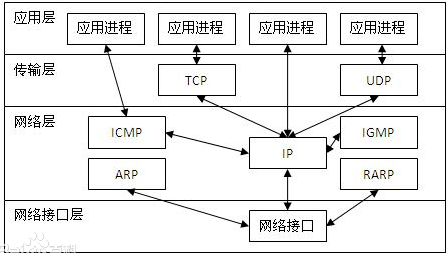 应用层
应用进程
应用进程
应用进程
应用进程
传输层
TCP
UDP
网络层
ICMP
IP
IGMP
ARP
RARP
网络接口层
网络接口